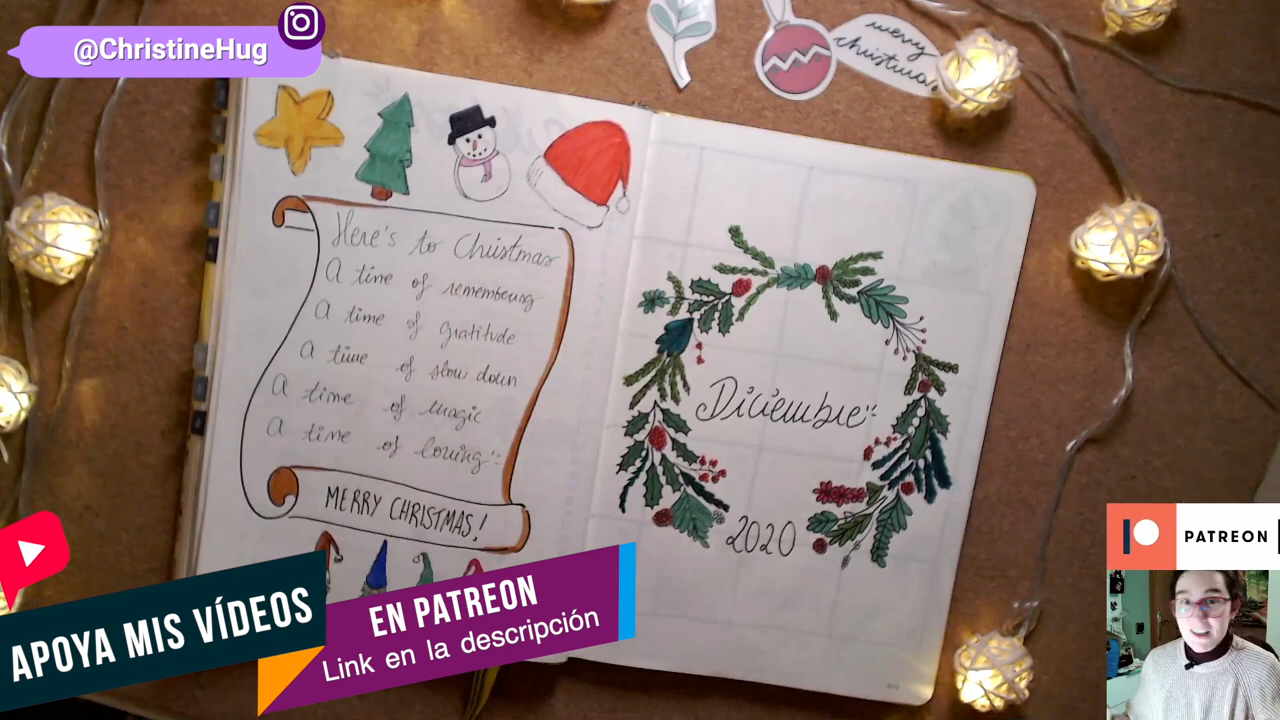 @ChristineHug
merry
christmas
Here's to Christmas
A time of remembering
A time of gratitude
A time of slow down
A time of magic
A time of loving
MERRY CHRISTMAS!
Diciembre
2020
PATREON
APOYA MIS VÍDEOS
EN PATREON
Link en la descripción